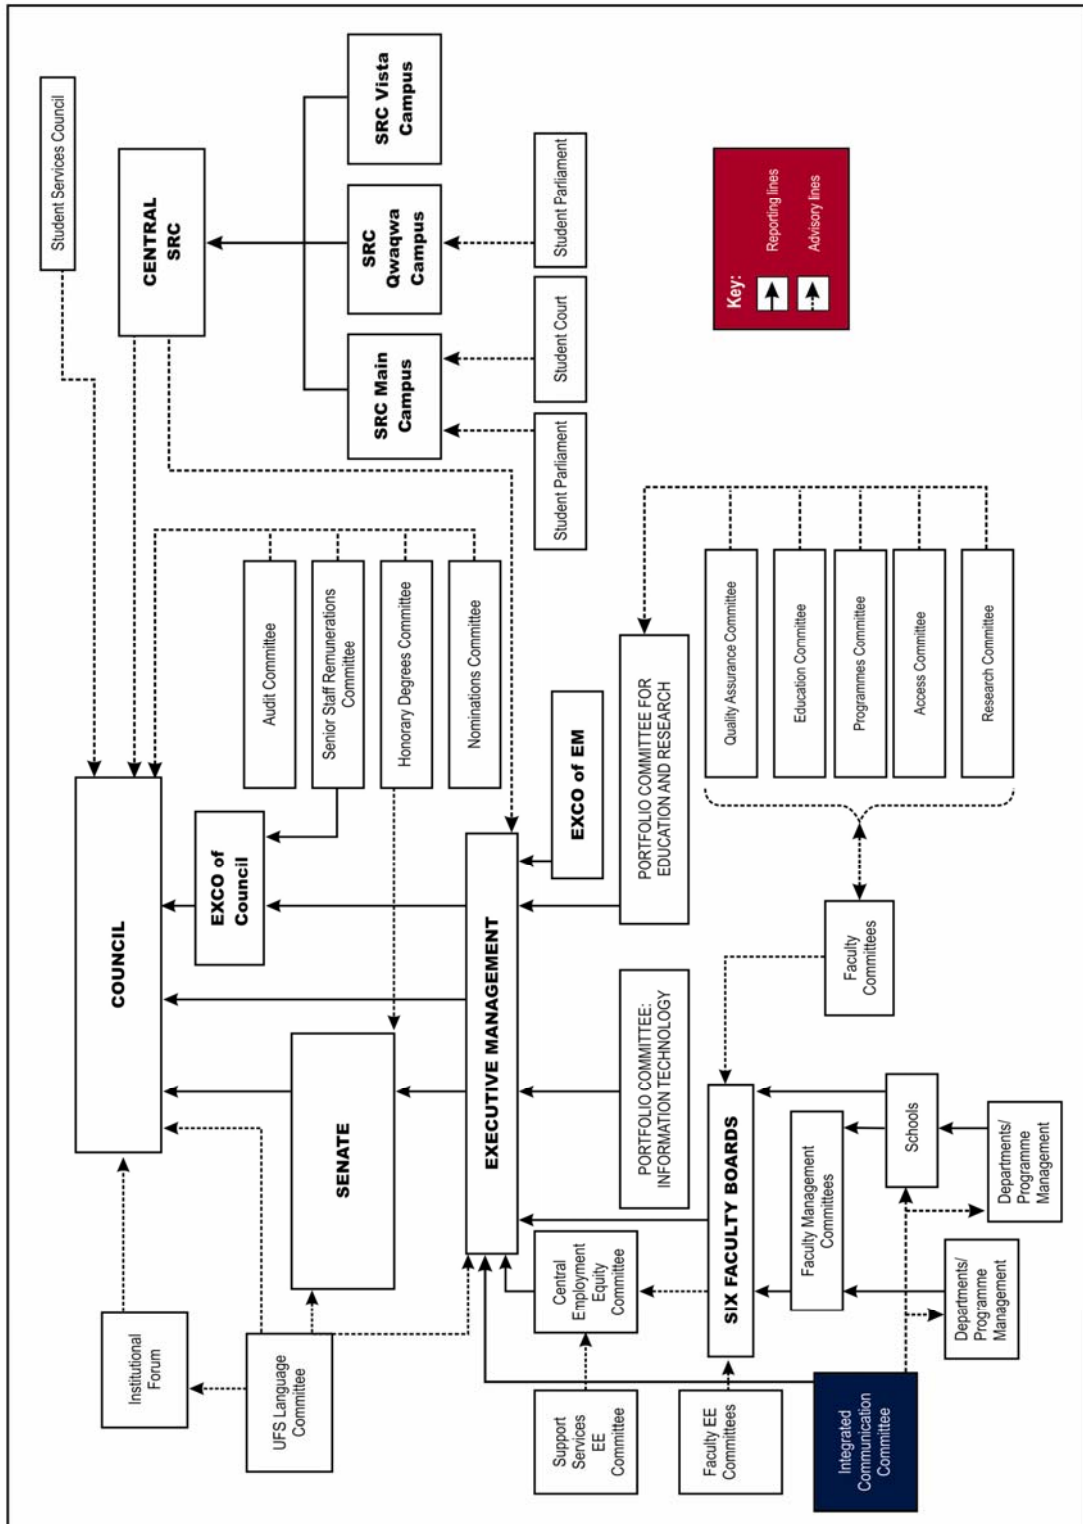 Student Services Council
CENTRAL
SRC
SRC Vista
Campus
SRC
Qwaqwa
Campus
SRC Main
Campus
Student Parliament
Student Court
Student Parliament
Key:
Reporting lines
Advisory lines
COUNCIL
EXCO of
Council
Audit Committee
Senior Staff Remunerations
Committee
Honorary Degrees Committee
Nominations Committee
Institutional
Forum
UFS Language
Committee
SENATE
EXECUTIVE MANAGEMENT
EXCO of EM
PORTFOLIO COMMITTEE FOR
EDUCATION AND RESEARCH
PORTFOLIO COMMITTEE:
INFORMATION TECHNOLOGY
Quality Assurance Committee
Education Committee
Programmes Committee
Access Committee
Research Committee
Faculty
Committees
Central
Employment
Equity
Committee
Support
Services
EE
Committee
SIX FACULTY BOARDS
Faculty EE
Committees
Faculty Management
Committees
Schools
Departments/
Programme
Management
Departments/
Programme
Management
Integrated
Communication
Committee